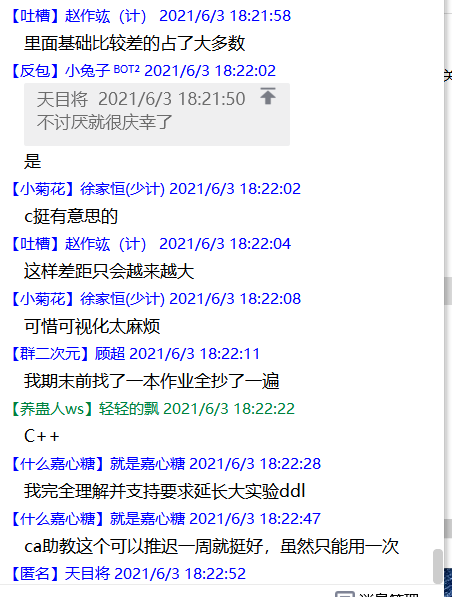 【吐槽】赵作竑（计） 2021/6/3 18:21:58
里面基础比较差的占了大多数
【反包】小兔子 BOT² 2021/6/3 18:22:02
天目将 2021/6/3 18:21:50
不讨厌就很庆幸了
是
【小菊花】徐家恒(少计) 2021/6/3 18:22:02
c挺有意思的
【吐槽】赵作竑（计） 2021/6/3 18:22:04
这样差距只会越来越大
【小菊花】徐家恒(少计) 2021/6/3 18:22:08
可惜可视化太麻烦
【群二次元】顾超 2021/6/3 18:22:11
我期末前找了一本作业全抄了一遍
【养蛊人ws】轻轻的飘 2021/6/3 18:22:22
C++
【什么嘉心糖】就是嘉心糖 2021/6/3 18:22:28
我完全理解并支持要求延长大实验ddl
【什么嘉心糖】就是嘉心糖 2021/6/3 18:22:47
ca助教这个可以推迟一周就挺好，虽然只能用一次
【匿名】天目将 2021/6/3 18:22:52